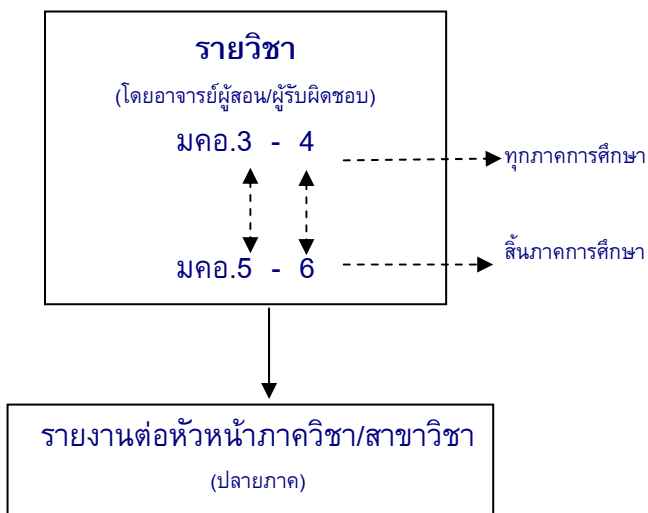 รายวิชา
(โดยอาจารย์ผู้สอน/ผู้รับผิดชอบ)
มคอ.3 - 4
ทุกภาคการศึกษา
มคอ.5 - 6
สิ้นภาคการศึกษา
รายงานต่อหัวหน้าภาควิชา/สาขาวิชา
(ปลายภาค)